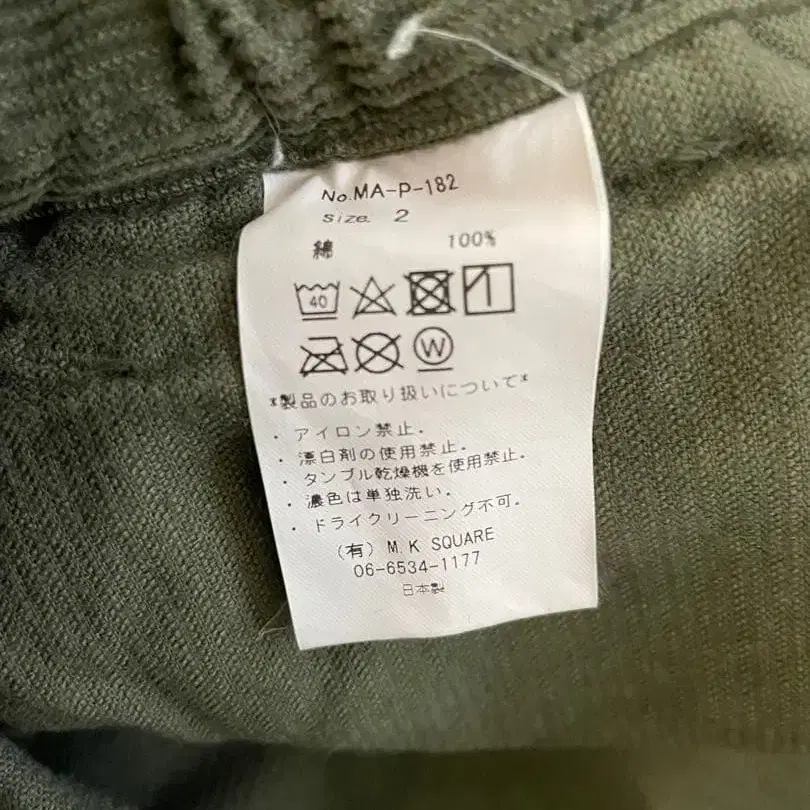 No.MA-P-182
Size. 2
綿 100%
40
W
*製品のお取り扱いについて*
・アイロン禁止.
・漂白剤の使用禁止.
・タンブル乾燥機を使用禁止.
・濃色は単独洗い.
・ドライクリーニング不可.
(有) M.K SQUARE
06-6534-1177
日本製